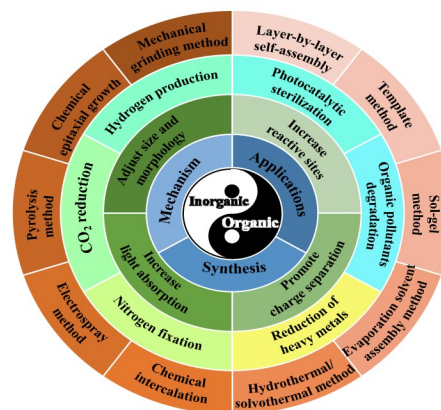 Mechanical
grinding method
Layer-by-layer
self-assembly
Template
method
Sol-gel
method
Evaporation solvent
assembly method
Hydrothermal/
solvothermal method
Chemical
intercalation
Electrospray
method
Pyrolysis
method
Chemical
epitaxial growth
Hydrogen production
Photocatalytic
sterilization
Organic pollutants
degradation
Reduction of
heavy metals
Nitrogen fixation
CO2 reduction
Adjust size and
morphology
Increase
reactive sites
Promote
charge separation
Increase
light absorption
Mechanism
Applications
Synthesis
Inorganic
Organic